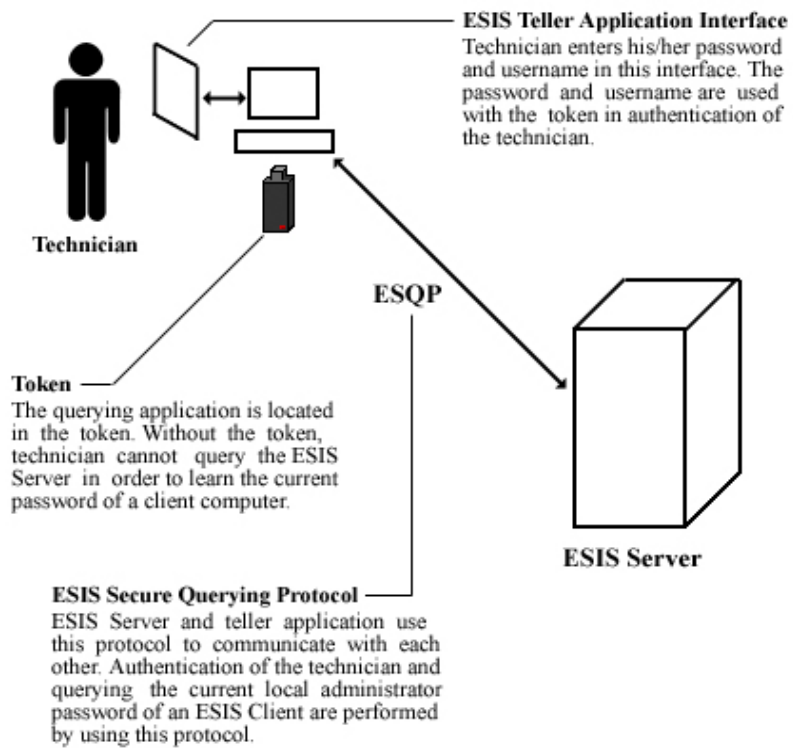 ESIS Teller Application Interface
Technician enters his/her password
and username in this interface. The
password and username are used
with the token in authentication of
the technician.
Technician
ESQP
Token
The querying application is located
in the token. Without the token,
technician cannot query the ESIS
Server in order to learn the current
password of a client computer.
ESIS Server
ESIS Secure Querying Protocol
ESIS Server and teller application use
this protocol to communicate with each
other. Authentication of the technician and
querying the current local administrator
password of an ESIS Client are performed
by using this protocol.